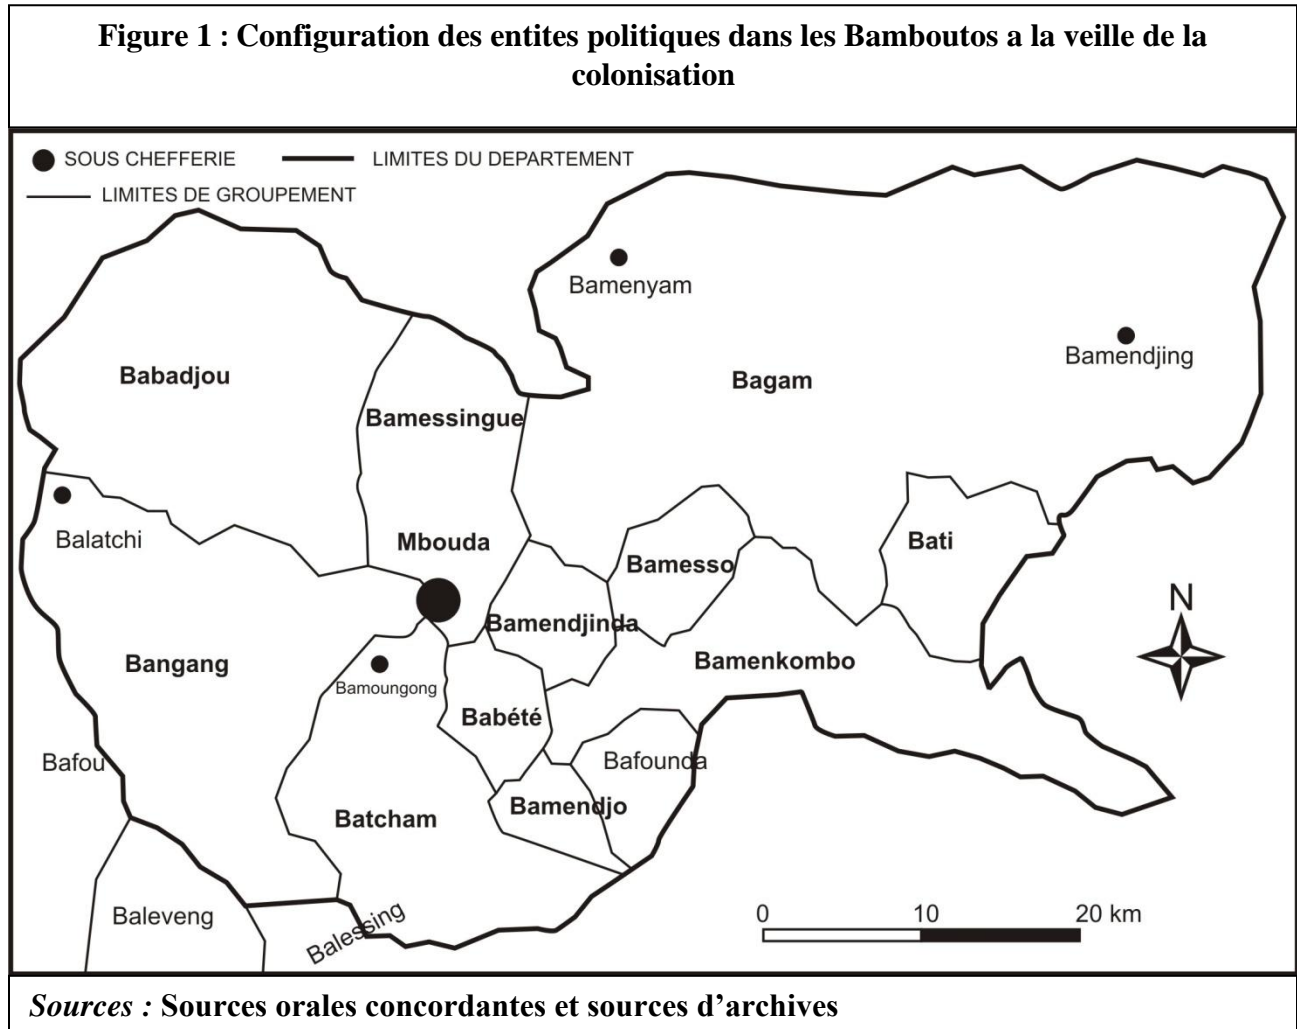 Figure 1 : Configuration des entites politiques dans les Bamboutos a la veille de la
colonisation
SOUS CHEFFERIE
LIMITES DU DEPARTEMENT
LIMITES DE GROUPEMENT
Bamenyam
Bamendjing
Babadjou
Bagam
Bamessingue
Balatchi
Mbouda
Bati
Bamesso
N
Bamendjinda
Bangang
Bamenkombo
Bamoungong
Babété
Bafou
Bafounda
Bamendjo
Batcham
Baleveng
Balessing
0 10 20 km
Sources : Sources orales concordantes et sources d'archives